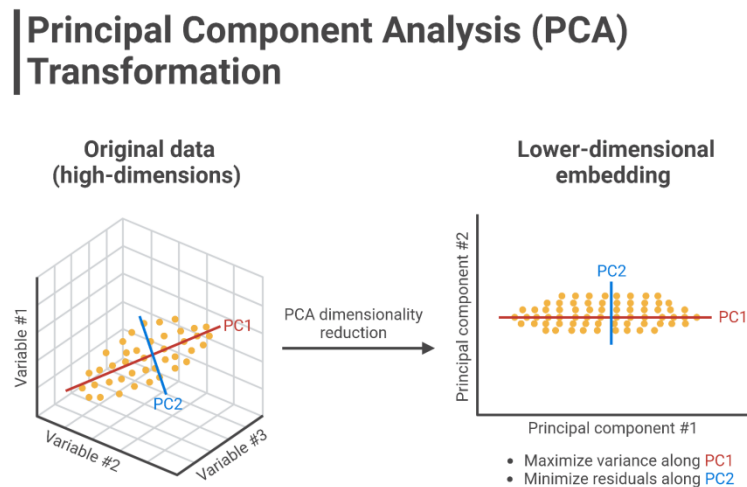 Principal Component Analysis (PCA)
Transformation
Original data
(high-dimensions)
Variable #1
Variable #2
Variable #3
PC1
PC2
PCA dimensionality
reduction
Lower-dimensional
embedding
Principal component #2
PC2
PC1
Principal component #1
• Maximize variance along PC1
• Minimize residuals along PC2